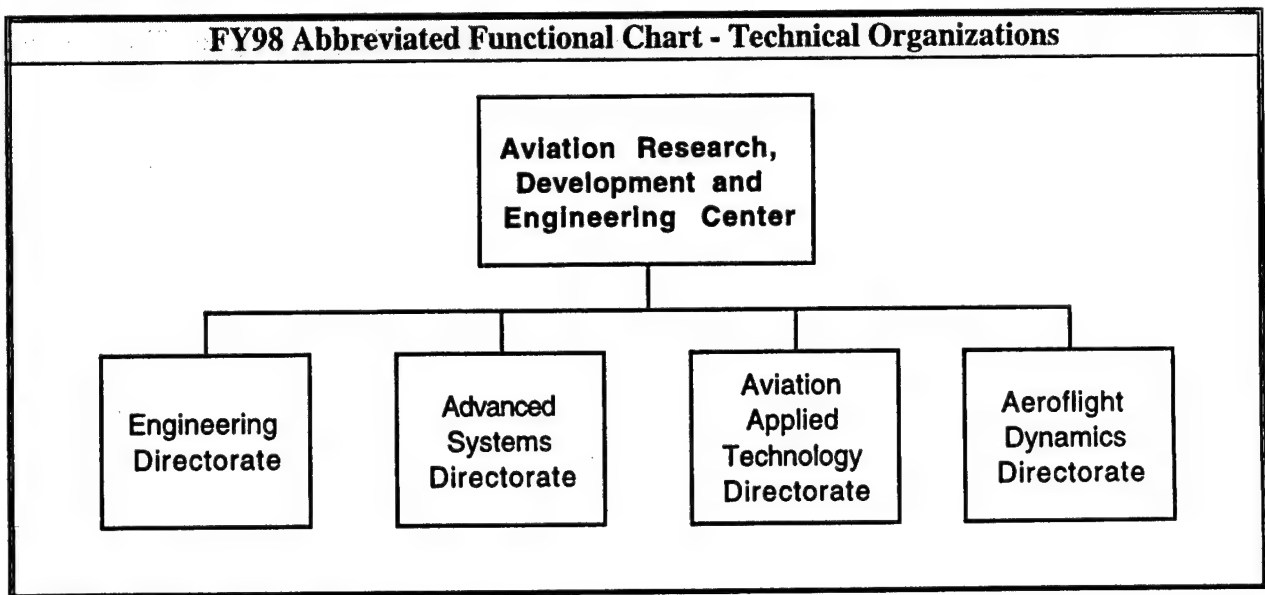 FY98 Abbreviated Functional Chart - Technical Organizations
Aviation Research,
Development and
Engineering Center
Engineering
Directorate
Advanced
Systems
Directorate
Aviation
Applied
Technology
Directorate
Aeroflight
Dynamics
Directorate